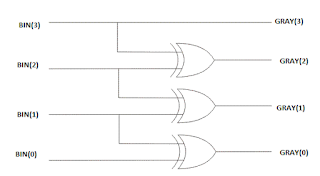 BIN(3) GRAY(3)
GRAY(2)
BIN(2)
GRAY(1)
BIN(1)
GRAY(0)
BIN(0)